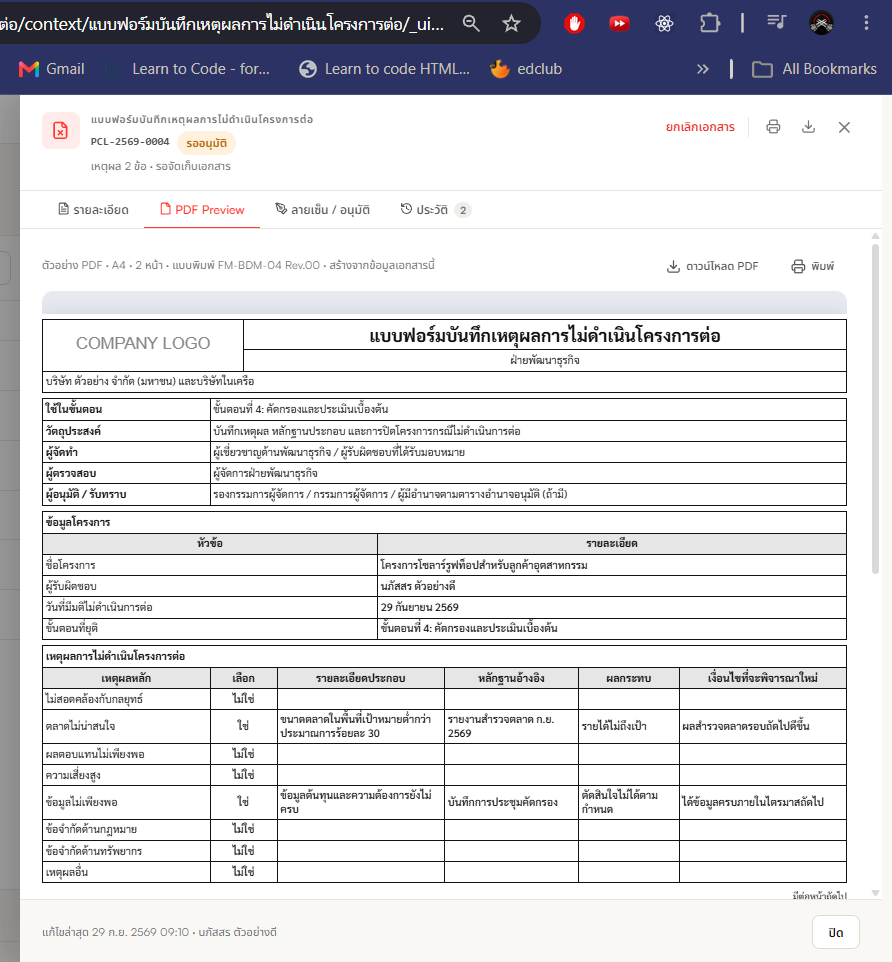 ต่อ/context/แบบฟอร์มบันทึกเหตุผลการไม่ดำเนินโครงการต่อ/_ui...
Gmail Learn to Code - for... Learn to code HTML... edclub » All Bookmarks
แบบฟอร์มบันทึกเหตุผลการไม่ดำเนินโครงการต่อ
PCL-2569-0004 รออนุมัติ
เหตุผล 2 ข้อ · รอจัดเก็บเอกสาร
ยกเลิกเอกสาร
รายละเอียด PDF Preview ลายเซ็น / อนุมัติ ประวัติ 2
ตัวอย่าง PDF · A4 · 2 หน้า · แบบพิมพ์ FM-BDM-04 Rev.00 · สร้างจากข้อมูลเอกสารนี้ ดาวน์โหลด PDF พิมพ์
COMPANY LOGO
แบบฟอร์มบันทึกเหตุผลการไม่ดำเนินโครงการต่อ
ฝ่ายพัฒนาธุรกิจ
บริษัท ตัวอย่าง จำกัด (มหาชน) และบริษัทในเครือ
ใช้ในขั้นตอน ขั้นตอนที่ 4: คัดกรองและประเมินเบื้องต้น
วัตถุประสงค์ บันทึกเหตุผล หลักฐานประกอบ และการปิดโครงการกรณีไม่ดำเนินการต่อ
ผู้จัดทำ ผู้เชี่ยวชาญด้านพัฒนาธุรกิจ / ผู้รับผิดชอบที่ได้รับมอบหมาย
ผู้ตรวจสอบ ผู้จัดการฝ่ายพัฒนาธุรกิจ
ผู้อนุมัติ / รับทราบ รองกรรมการผู้จัดการ / กรรมการผู้จัดการ / ผู้มีอำนาจตามตารางอำนาจอนุมัติ (ถ้ามี)
ข้อมูลโครงการ
หัวข้อ รายละเอียด
ชื่อโครงการ โครงการโซลาร์รูฟท็อปสำหรับลูกค้าอุตสาหกรรม
ผู้รับผิดชอบ นภัสสร ตัวอย่างดี
วันที่มีมติไม่ดำเนินการต่อ 29 กันยายน 2569
ขั้นตอนที่ยุติ ขั้นตอนที่ 4: คัดกรองและประเมินเบื้องต้น
เหตุผลการไม่ดำเนินโครงการต่อ
เหตุผลหลัก เลือก รายละเอียดประกอบ หลักฐานอ้างอิง ผลกระทบ เงื่อนไขที่จะพิจารณาใหม่
ไม่สอดคล้องกับกลยุทธ์ ไม่ใช่
ตลาดไม่น่าสนใจ ใช่ ขนาดตลาดในพื้นที่เป้าหมายต่ำกว่า รายงานสำรวจตลาด ก.ย. รายได้ไม่ถึงเป้า ผลสำรวจตลาดรอบถัดไปดีขึ้น
ประมาณการร้อยละ 30 2569
ผลตอบแทนไม่เพียงพอ ไม่ใช่
ความเสี่ยงสูง ไม่ใช่
ข้อมูลไม่เพียงพอ ใช่ ข้อมูลต้นทุนและความต้องการยังไม่ บันทึกการประชุมคัดกรอง ตัดสินใจไม่ได้ตาม ได้ข้อมูลครบภายในไตรมาสถัดไป
ครบ กำหนด
ข้อจำกัดด้านกฎหมาย ไม่ใช่
ข้อจำกัดด้านทรัพยากร ไม่ใช่
เหตุผลอื่น ไม่ใช่
มีต่อหน้าถัดไป
แก้ไขล่าสุด 29 ก.ย. 2569 09:10 · นภัสสร ตัวอย่างดี ปิด